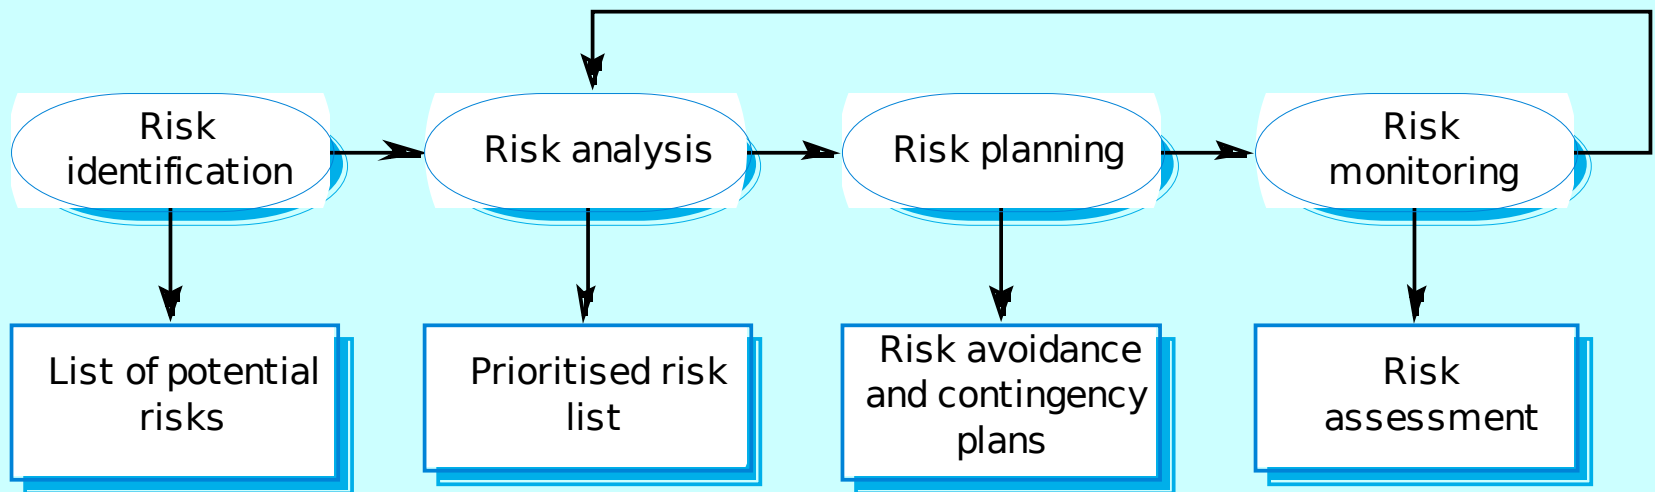 Risk
identification
Risk analysis
Risk planning
Risk
monitoring
List of potential
risks
Prioritised risk
list
Risk avoidance
and contingency
plans
Risk
assessment